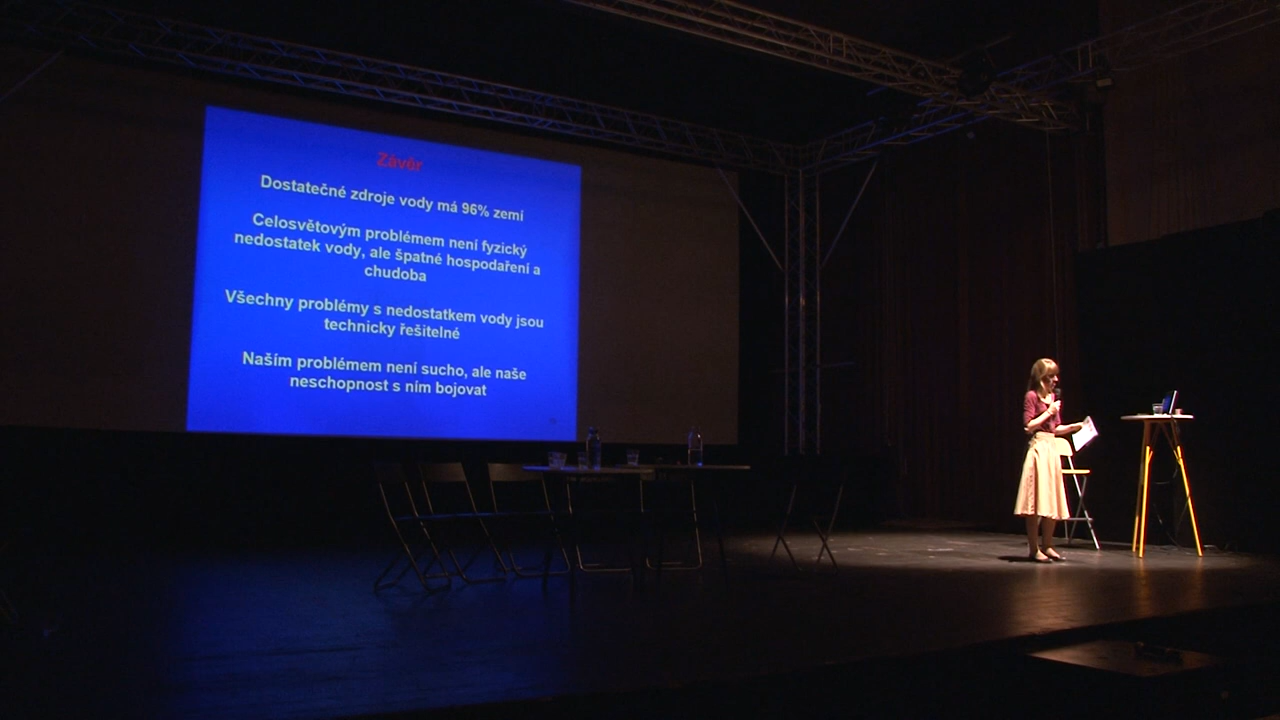 Závěr
Dostatečné zdroje vody má 96% zemí
Celosvětovým problémem není fyzický
nedostatek vody, ale špatné hospodaření a
chudoba
Všechny problémy s nedostatkem vody jsou
technicky řešitelné
Naším problémem není sucho, ale naše
neschopnost s ním bojovat